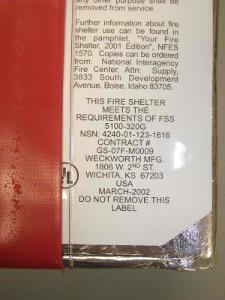 any other purpose shall be
removed from service.
Further information about fire
shelter use can be found in
the pamphlet, "Your Fire
Shelter, 2001 Edition", NFES
1570. Copies can be ordered
from: National Interagency
Fire Center, Attn: Supply,
3833 South Development
Avenue, Boise, Idaho 83705.
THIS FIRE SHELTER
MEETS THE
REQUIREMENTS OF FSS
5100-320G
NSN: 4240-01-123-1616
CONTRACT #
GS-07F-M0009
WECKWORTH MFG.
1806 W. 2ND ST.
WICHITA, KS 67203
USA
MARCH-2002
DO NOT REMOVE THIS
LABEL